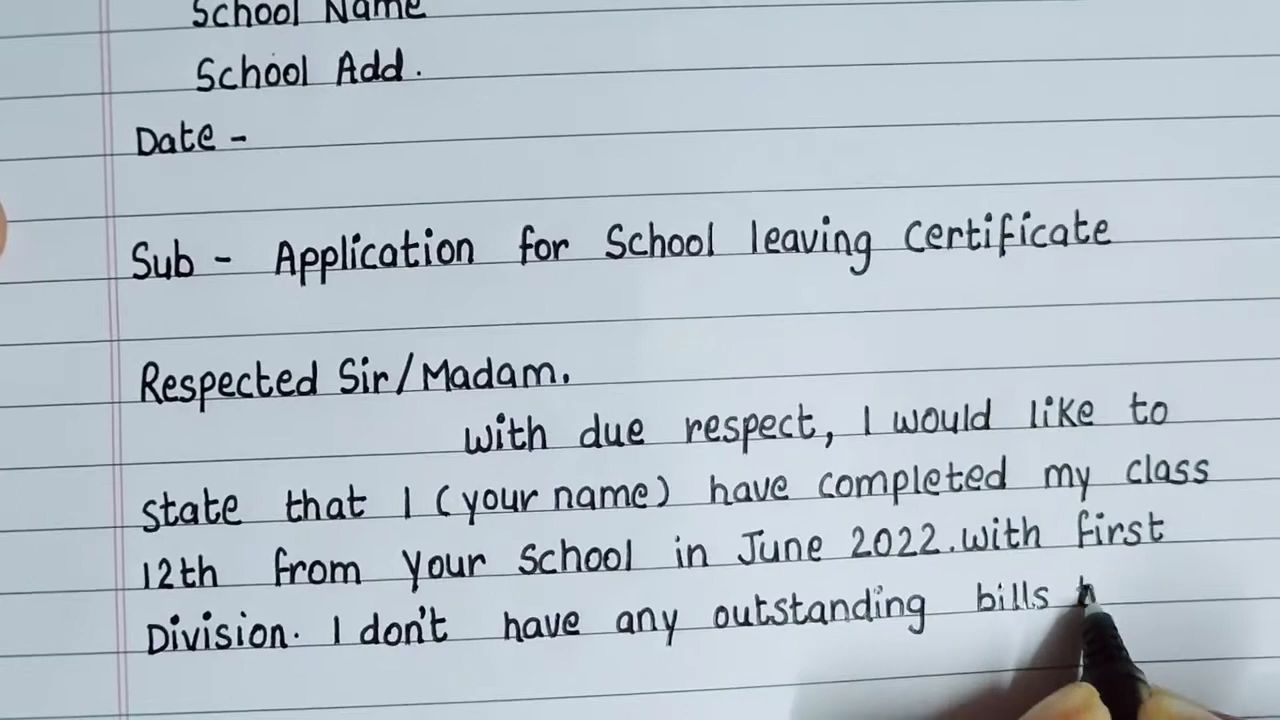 School Name
School Add.
Date -
Sub - Application for School leaving Certificate
Respected Sir/Madam.
with due respect, I would like to
state that I (your name) have completed my class
12th from your School in June 2022.with first
Division. I don't have any outstanding bills